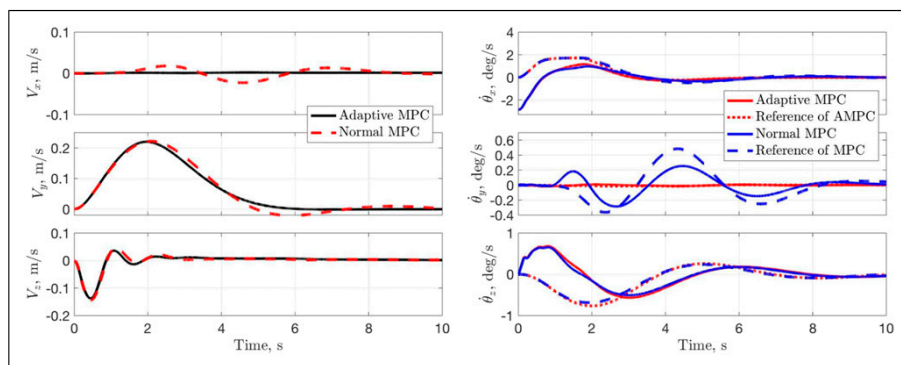 0.1
0
-0.1
V_x, m/s
Adaptive MPC
Normal MPC
0.2
0.1
0
V_y, m/s
0.1
0
-0.1
-0.2
V_z, m/s
0 2 4 6 8 10
Time, s
4
2
0
-2
θ̇_x, deg/s
Adaptive MPC
Reference of AMPC
Normal MPC
Reference of MPC
0.6
0.4
0.2
0
-0.2
-0.4
θ̇_y, deg/s
1
0
-1
θ̇_z, deg/s
0 2 4 6 8 10
Time, s